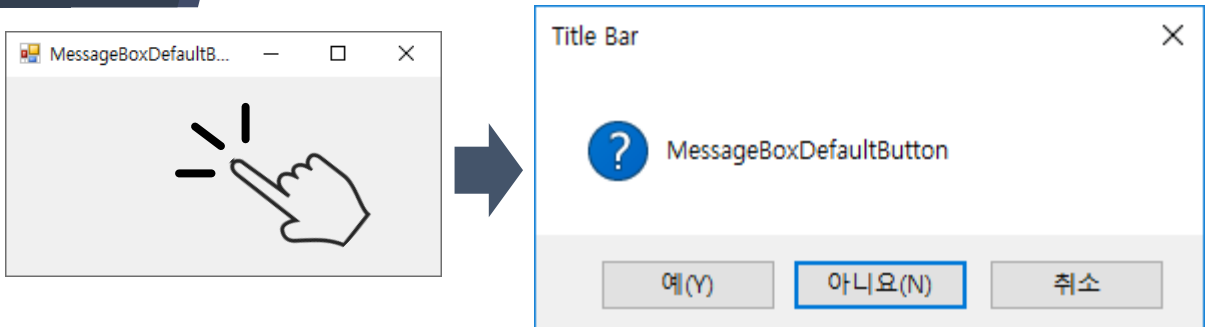 MessageBoxDefaultB...
Title Bar
?
MessageBoxDefaultButton
예(Y)
아니요(N)
취소